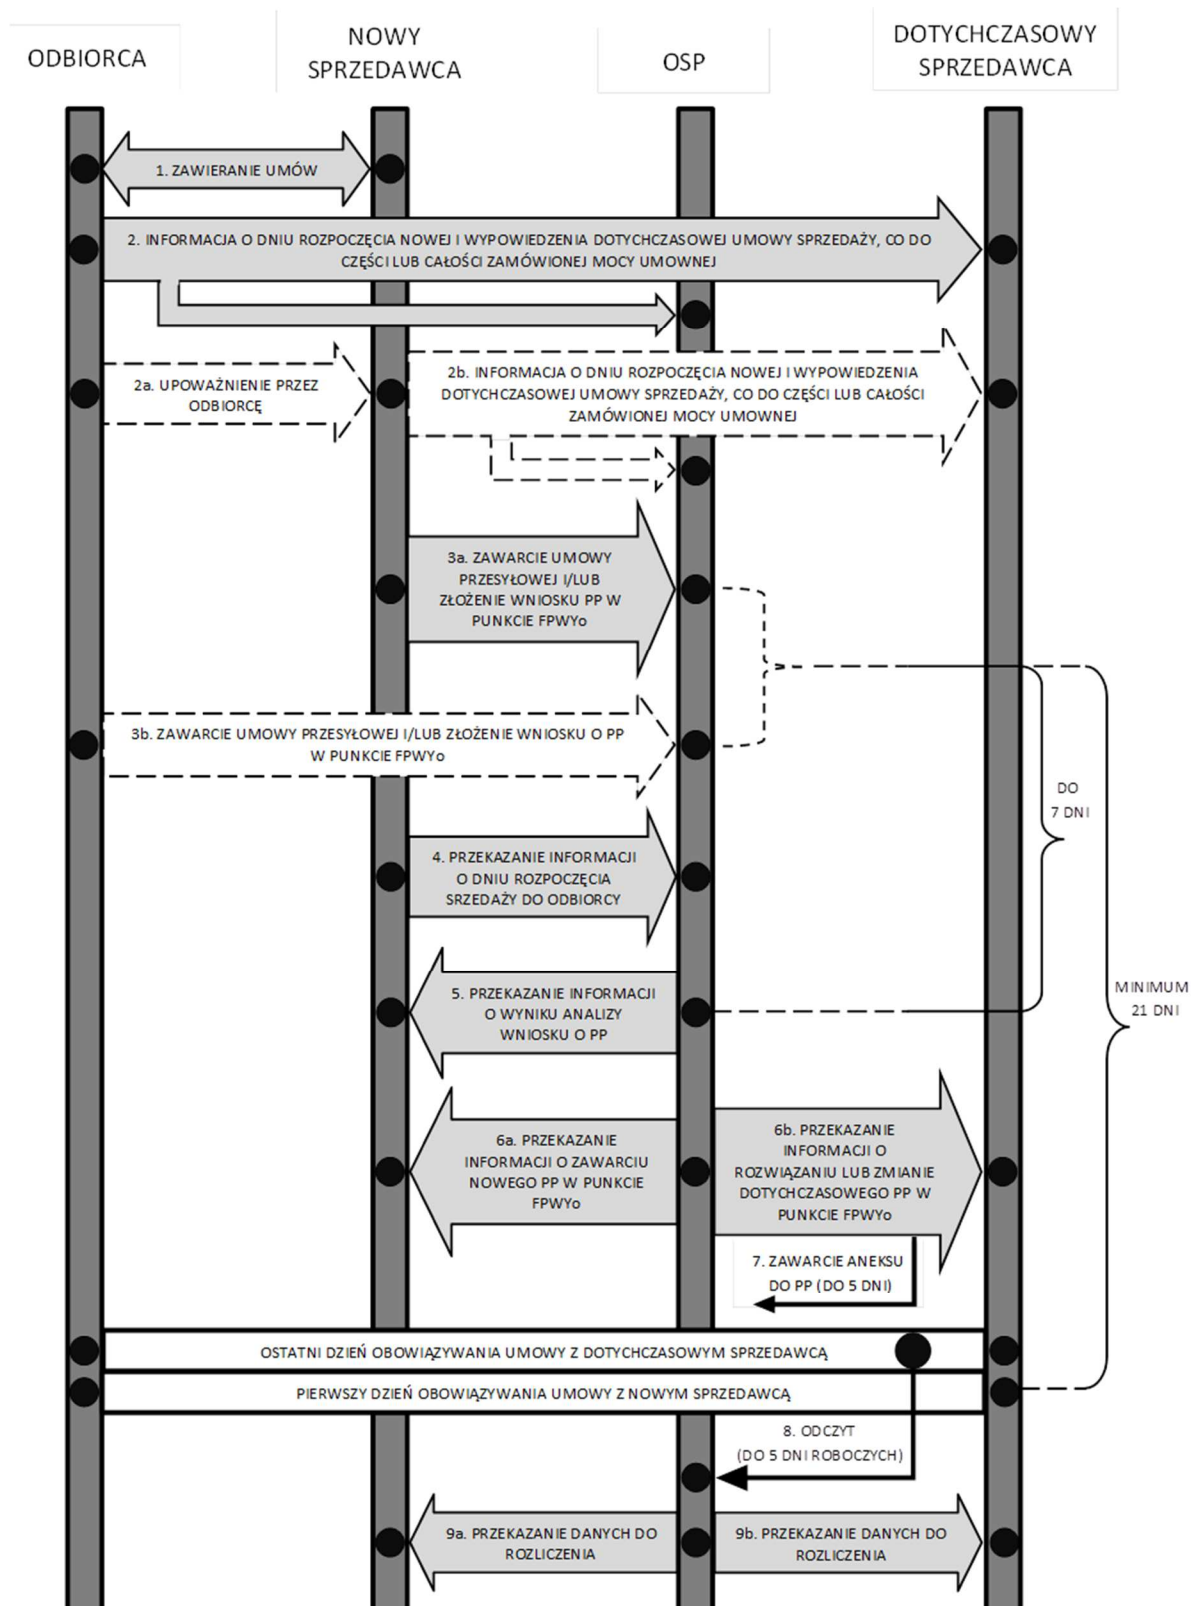 ODBIORCA
NOWY
SPRZEDAWCA
OSP
DOTYCHCZASOWY
SPRZEDAWCA
1. ZAWIERANIE UMÓW
2. INFORMACJA O DNIU ROZPOCZĘCIA NOWEJ I WYPOWIEDZENIA DOTYCHCZASOWEJ UMOWY SPRZEDAŻY, CO DO
CZĘŚCI LUB CAŁOŚCI ZAMÓWIONEJ MOCY UMOWNEJ
2a. UPOWAŻNIENIE PRZEZ
ODBIORCĘ
2b. INFORMACJA O DNIU ROZPOCZĘCIA NOWEJ I WYPOWIEDZENIA
DOTYCHCZASOWEJ UMOWY SPRZEDAŻY, CO DO CZĘŚCI LUB CAŁOŚCI
ZAMÓWIONEJ MOCY UMOWNEJ
3a. ZAWARCIE UMOWY
PRZESYŁOWEJ I/LUB
ZŁOŻENIE WNIOSKU PP W
PUNKCIE FPWYo
3b. ZAWARCIE UMOWY PRZESYŁOWEJ I/LUB ZŁOŻENIE WNIOSKU O PP
W PUNKCIE FPWYo
DO
7 DNI
4. PRZEKAZANIE INFORMACJI
O DNIU ROZPOCZĘCIA
SRZEDAŻY DO ODBIORCY
5. PRZEKAZANIE INFORMACJI
O WYNIKU ANALIZY
WNIOSKU O PP
MINIMUM
21 DNI
6a. PRZEKAZANIE
INFORMACJI O ZAWARCIU
NOWEGO PP W PUNKCIE
FPWYo
6b. PRZEKAZANIE
INFORMACJI O
ROZWIĄZANIU LUB ZMIANIE
DOTYCHCZASOWEGO PP W
PUNKCIE FPWYo
7. ZAWARCIE ANEKSU
DO PP (DO 5 DNI)
OSTATNI DZIEŃ OBOWIĄZYWANIA UMOWY Z DOTYCHCZASOWYM SPRZEDAWCĄ
PIERWSZY DZIEŃ OBOWIĄZYWANIA UMOWY Z NOWYM SPRZEDAWCĄ
8. ODCZYT
(DO 5 DNI ROBOCZYCH)
9a. PRZEKAZANIE DANYCH DO
ROZLICZENIA
9b. PRZEKAZANIE DANYCH DO
ROZLICZENIA